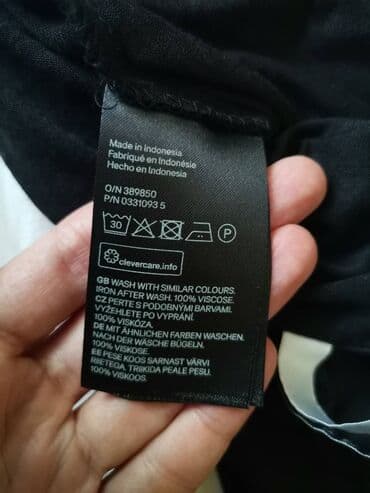 Made in Indonesia
Fabriqué en Indonésie
Hecho en Indonesia
O/N 389850
P/N 0331093 5
30
P
clevercare.info
GB WASH WITH SIMILAR COLOURS.
IRON AFTER WASH. 100% VISCOSE.
CZ PERTE S PODOBNÝMI BARVAMI.
VYŽEHLETE PO VYPRÁNÍ.
100% VISKÓZA.
DE MIT ÄHNLICHEN FARBEN WASCHEN.
NACH DER WÄSCHE BÜGELN.
100% VISKOSE.
EE PESE KOOS SARNAST VÄRVI
RIIETEGA. TRIIKIDA PEALE PESU.
100% VISKOOS.